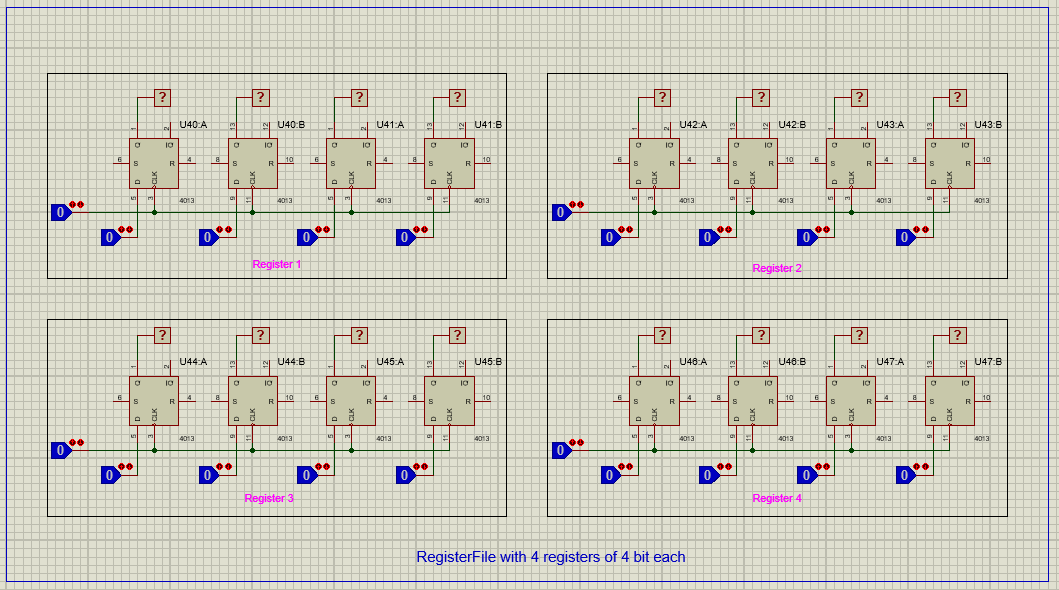 ? ? ? ?
U40:A U40:B U41:A U41:B
1 2 13 12 1 2 13 12
Q Q Q Q Q Q Q Q
6 S R 4 8 S R 10 6 S R 4 8 S R 10
D CLK D CLK D CLK D CLK
5 3 4013 9 11 4013 5 3 4013 9 11 4013
0
0 0 0 0
Register 1
? ? ? ?
U42:A U42:B U43:A U43:B
1 2 13 12 1 2 13 12
Q Q Q Q Q Q Q Q
6 S R 4 8 S R 10 6 S R 4 8 S R 10
D CLK D CLK D CLK D CLK
5 3 4013 9 11 4013 5 3 4013 9 11 4013
0
0 0 0 0
Register 2
? ? ? ?
U44:A U44:B U45:A U45:B
1 2 13 12 1 2 13 12
Q Q Q Q Q Q Q Q
6 S R 4 8 S R 10 6 S R 4 8 S R 10
D CLK D CLK D CLK D CLK
5 3 4013 9 11 4013 5 3 4013 9 11 4013
0
0 0 0 0
Register 3
? ? ? ?
U46:A U46:B U47:A U47:B
1 2 13 12 1 2 13 12
Q Q Q Q Q Q Q Q
6 S R 4 8 S R 10 6 S R 4 8 S R 10
D CLK D CLK D CLK D CLK
5 3 4013 9 11 4013 5 3 4013 9 11 4013
0
0 0 0 0
Register 4
RegisterFile with 4 registers of 4 bit each